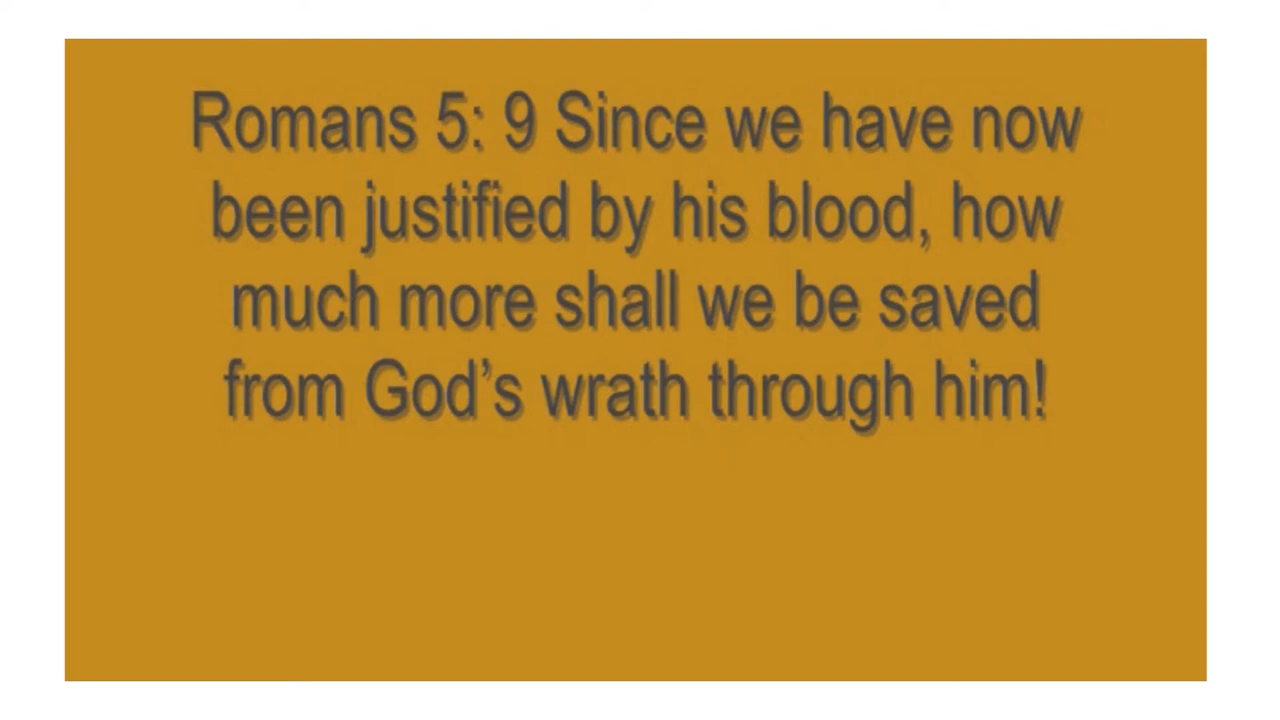 Romans 5: 9 Since we have now
been justified by his blood, how
much more shall we be saved
from God’s wrath through him!